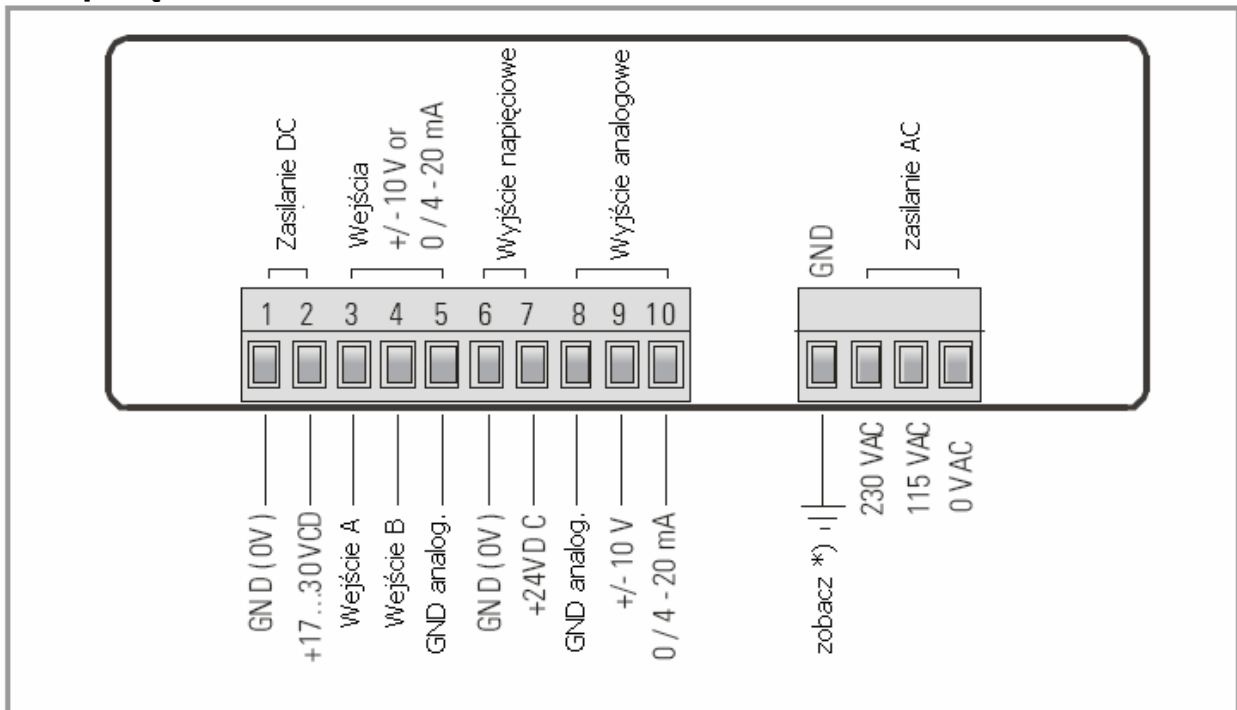 Zasilanie DC
Wejścia
+/- 10 V or
0 / 4 - 20 mA
Wyjście napięciowe
Wyjście analogowe
GND
zasilanie AC
1 2 3 4 5 6 7 8 9 10
GND (0V)
+17...30VCD
Wejście A
Wejście B
GND analog.
GND (0V)
+24V DC
GND analog.
+/- 10 V
0 / 4 - 20 mA
zobacz *)
230 VAC
115 VAC
0 VAC